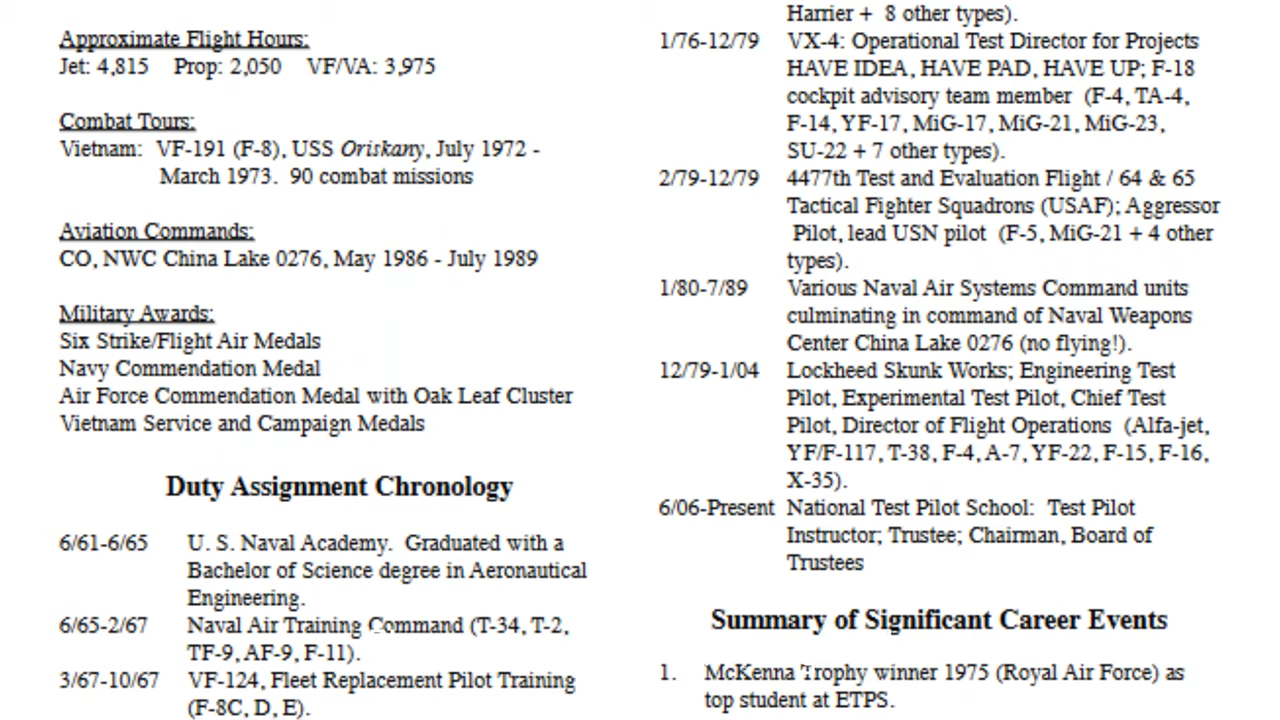 Approximate Flight Hours:
Jet: 4,815 Prop: 2,050 VF/VA: 3,975
Combat Tours:
Vietnam: VF-191 (F-8), USS Oriskany, July 1972 -
March 1973. 90 combat missions
Aviation Commands:
CO, NWC China Lake 0276, May 1986 - July 1989
Military Awards:
Six Strike/Flight Air Medals
Navy Commendation Medal
Air Force Commendation Medal with Oak Leaf Cluster
Vietnam Service and Campaign Medals
Duty Assignment Chronology
6/61-6/65 U. S. Naval Academy. Graduated with a
Bachelor of Science degree in Aeronautical
Engineering.
6/65-2/67 Naval Air Training Command (T-34, T-2,
TF-9, AF-9, F-11).
3/67-10/67 VF-124, Fleet Replacement Pilot Training
(F-8C, D, E).
Harrier + 8 other types).
1/76-12/79 VX-4: Operational Test Director for Projects
HAVE IDEA, HAVE PAD, HAVE UP; F-18
cockpit advisory team member (F-4, TA-4,
F-14, YF-17, MiG-17, MiG-21, MiG-23,
SU-22 + 7 other types).
2/79-12/79 4477th Test and Evaluation Flight / 64 & 65
Tactical Fighter Squadrons (USAF); Aggressor
Pilot, lead USN pilot (F-5, MiG-21 + 4 other
types).
1/80-7/89 Various Naval Air Systems Command units
culminating in command of Naval Weapons
Center China Lake 0276 (no flying!).
12/79-1/04 Lockheed Skunk Works; Engineering Test
Pilot, Experimental Test Pilot, Chief Test
Pilot, Director of Flight Operations (Alfa-jet,
YF/F-117, T-38, F-4, A-7, YF-22, F-15, F-16,
X-35).
6/06-Present National Test Pilot School: Test Pilot
Instructor; Trustee; Chairman, Board of
Trustees
Summary of Significant Career Events
1. McKenna Trophy winner 1975 (Royal Air Force) as
top student at ETPS.